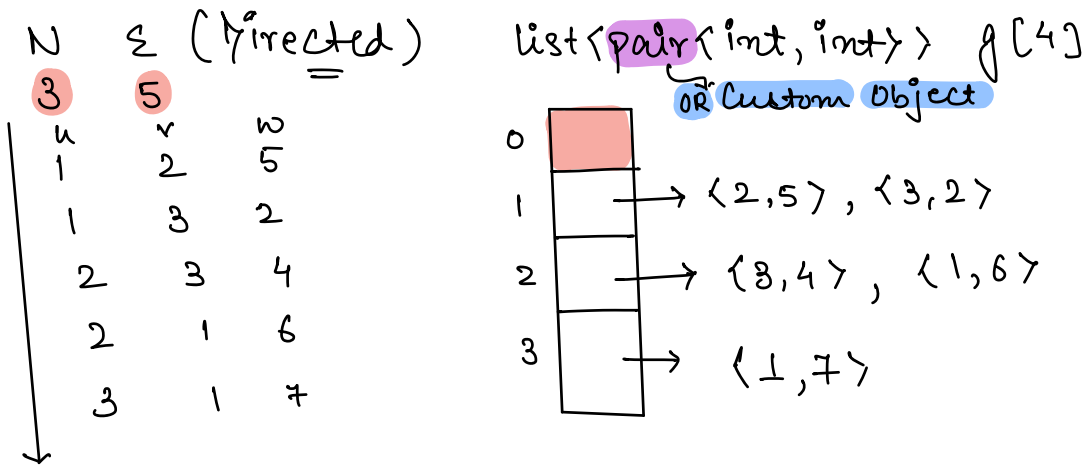 N E (Directed)
3 5
u v w
1 2 5
1 3 2
2 3 4
2 1 6
3 1 7
list<pair<int, int>> g[4]
OR Custom Object
0
1 → <2,5>, <3,2>
2 → <3,4>, <1,6>
3 → <1,7>